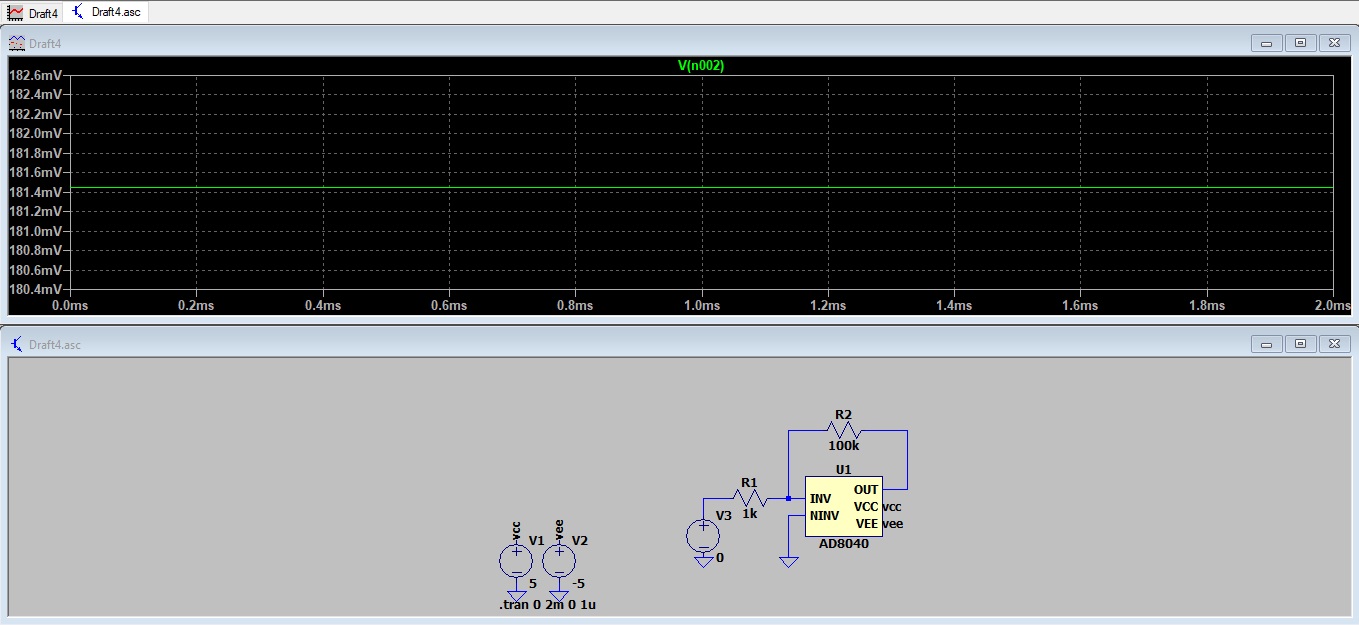 Draft4 Draft4.asc
Draft4
V(n002)
182.6mV
182.4mV
182.2mV
182.0mV
181.8mV
181.6mV
181.4mV
181.2mV
181.0mV
180.8mV
180.6mV
180.4mV
0.0ms 0.2ms 0.4ms 0.6ms 0.8ms 1.0ms 1.2ms 1.4ms 1.6ms 1.8ms 2.0ms
Draft4.asc
R2
100k
U1
R1
1k
INV OUT
VCC vcc
NINV
VEE vee
AD8040
V3
0
vcc vee
V1 V2
5 -5
.tran 0 2m 0 1u